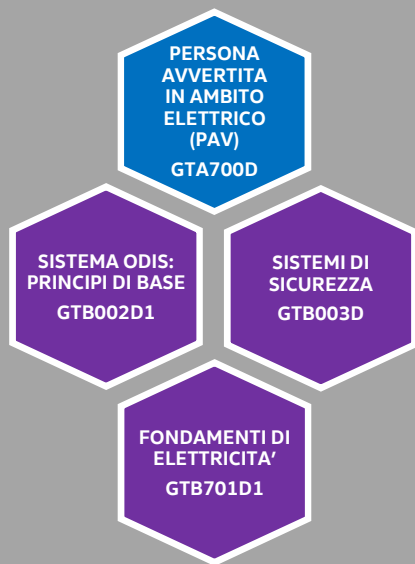 PERSONA
AVVERTITA
IN AMBITO
ELETTRICO
(PAV)
GTA700D
SISTEMA ODIS:
PRINCIPI DI BASE
GTB002D1
SISTEMI DI
SICUREZZA
GTB003D
FONDAMENTI DI
ELETTRICITA’
GTB701D1